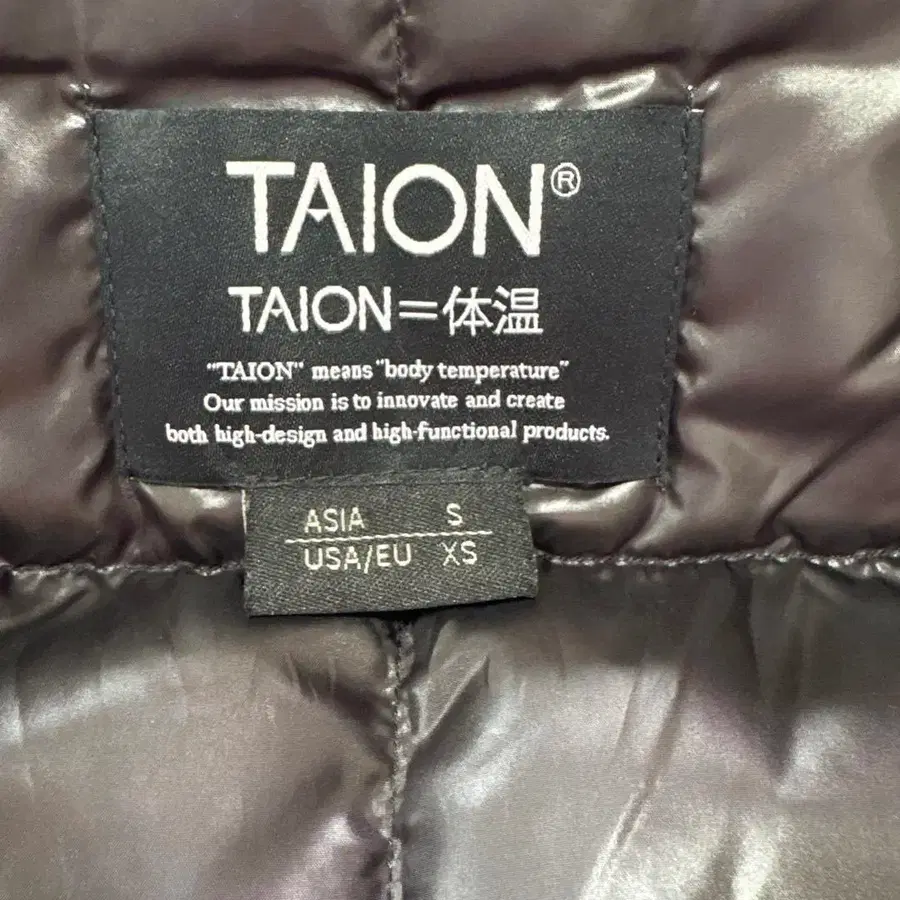 TAION®
TAION=体温
"TAION" means "body temperature"
Our mission is to innovate and create
both high-design and high-functional products.
ASIA S
USA/EU XS